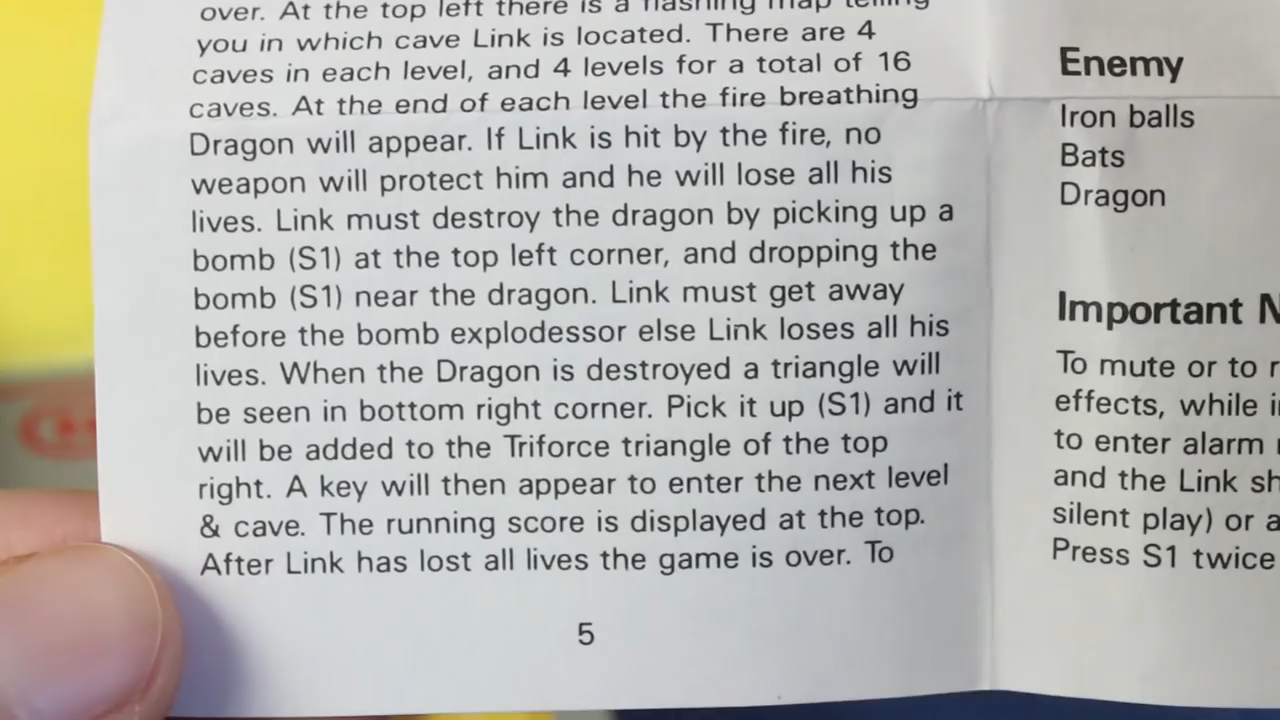 over. At the top left there is a flashing map telling
you in which cave Link is located. There are 4
caves in each level, and 4 levels for a total of 16
caves. At the end of each level the fire breathing
Dragon will appear. If Link is hit by the fire, no
weapon will protect him and he will lose all his
lives. Link must destroy the dragon by picking up a
bomb (S1) at the top left corner, and dropping the
bomb (S1) near the dragon. Link must get away
before the bomb explodessor else Link loses all his
lives. When the Dragon is destroyed a triangle will
be seen in bottom right corner. Pick it up (S1) and it
will be added to the Triforce triangle of the top
right. A key will then appear to enter the next level
& cave. The running score is displayed at the top.
After Link has lost all lives the game is over. To
5
Enemy
Iron balls
Bats
Dragon
Important N
To mute or to r
effects, while i
to enter alarm
and the Link sh
silent play) or a
Press S1 twice